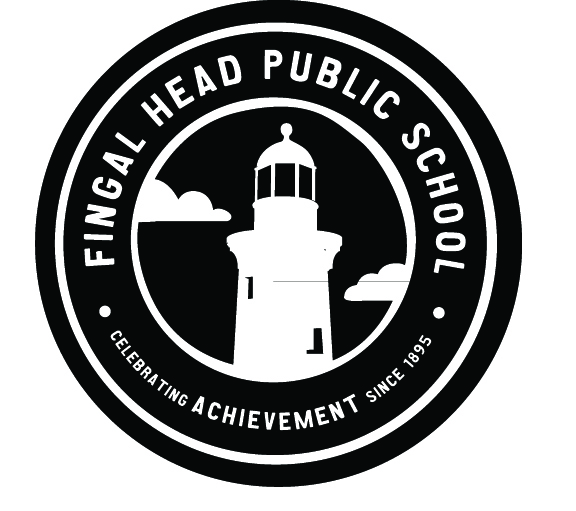 FINGAL HEAD PUBLIC SCHOOL
CELEBRATING ACHIEVEMENT SINCE 1895